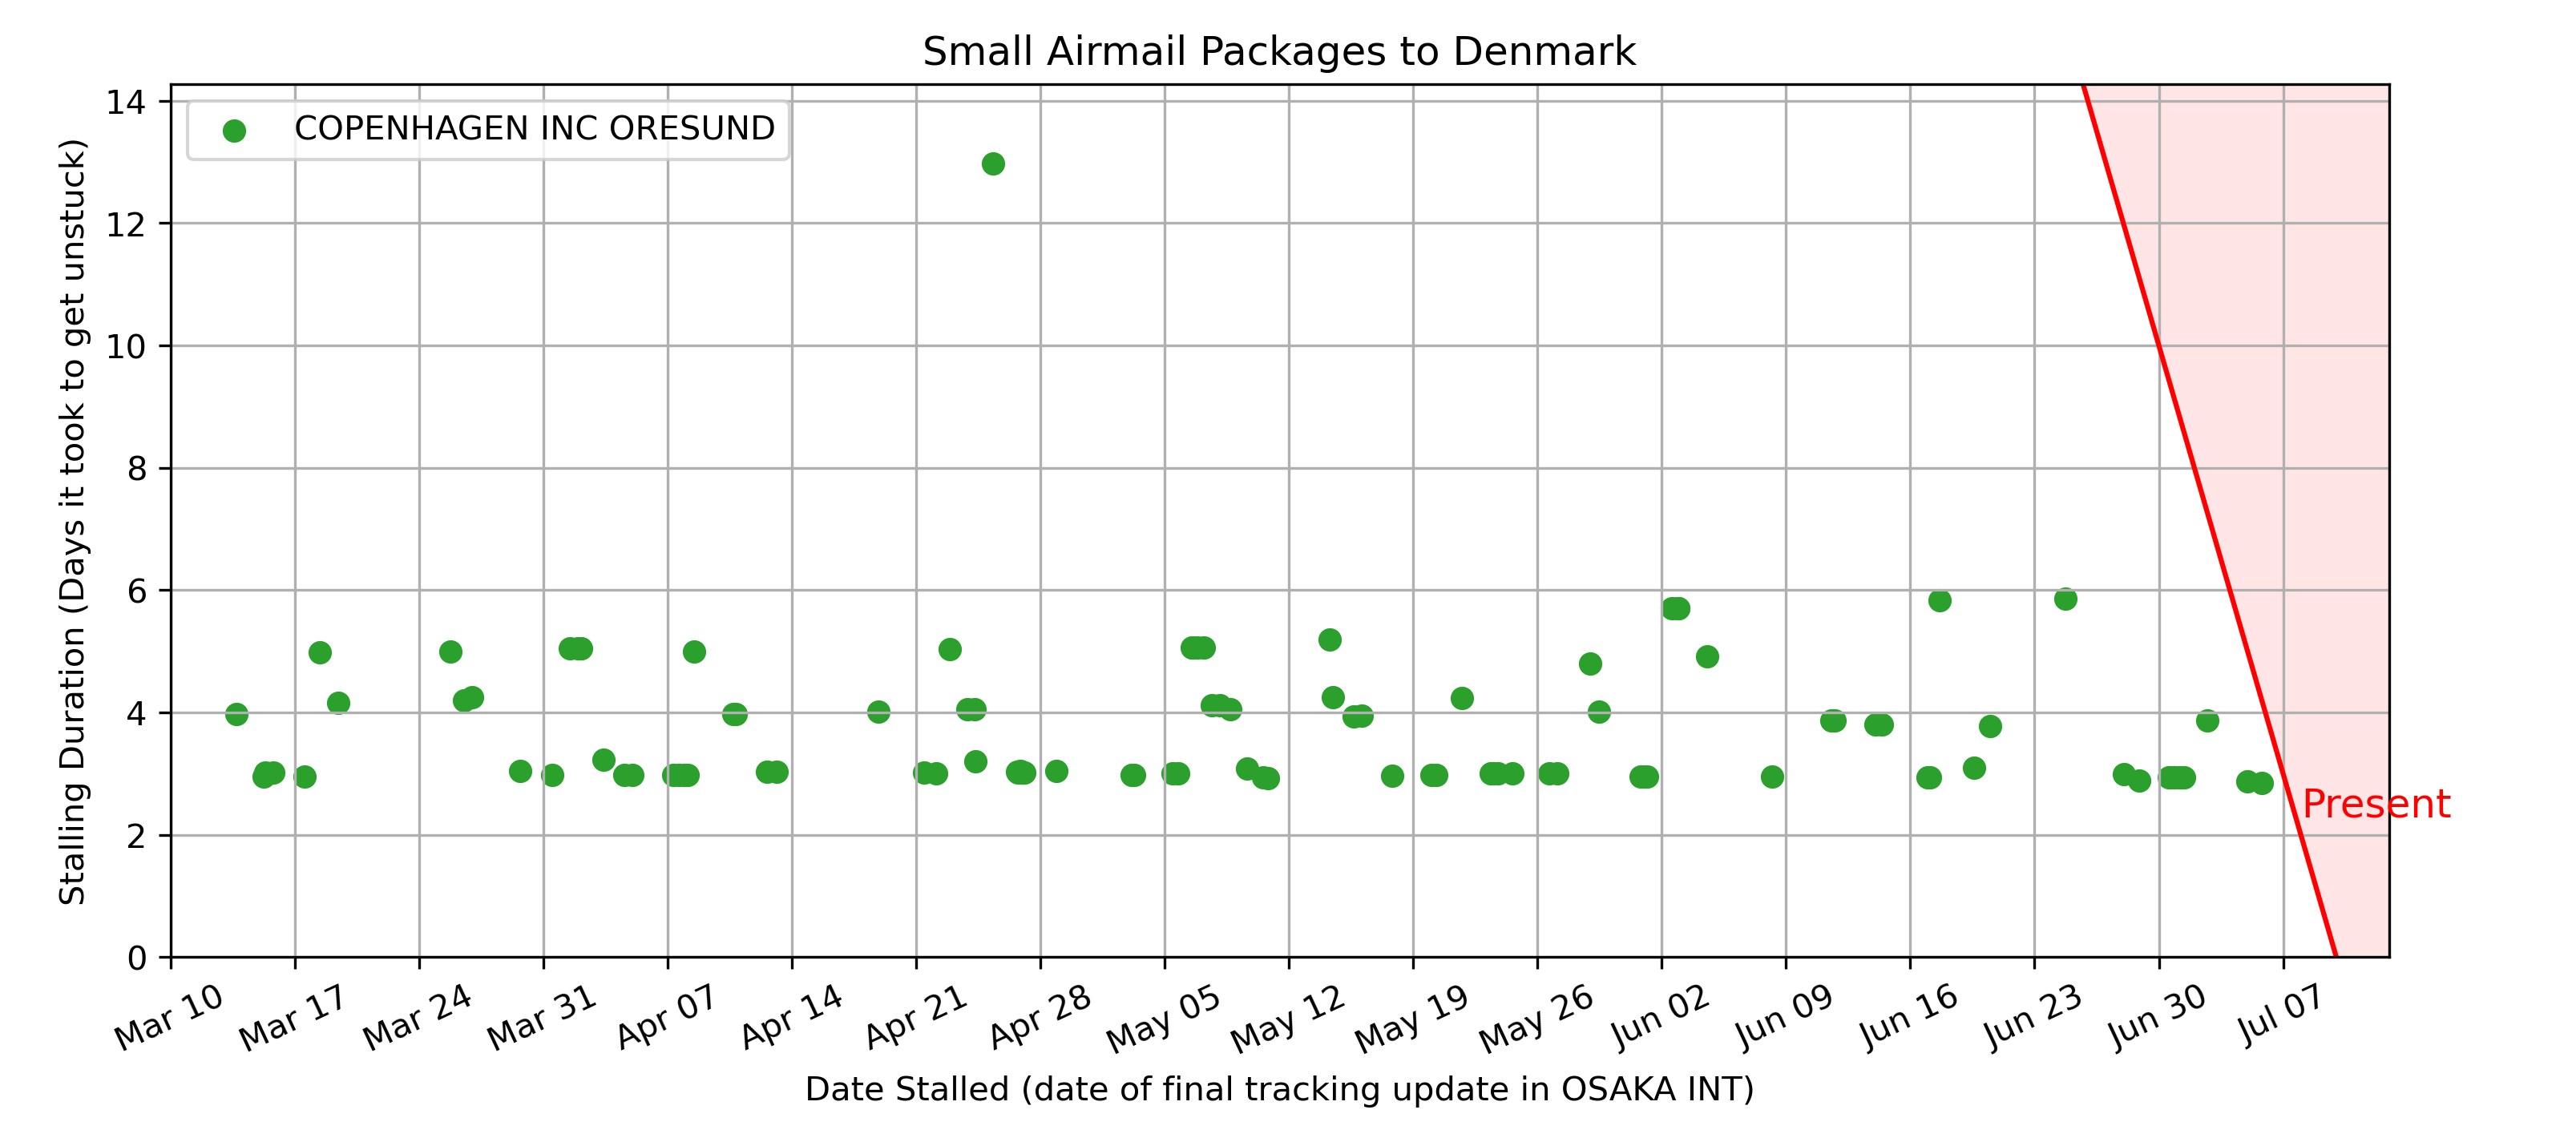 Small Airmail Packages to Denmark
COPENHAGEN INC ORESUND
Stalling Duration (Days it took to get unstuck)
14
12
10
8
6
4
2
0
Present
Mar 10
Mar 17
Mar 24
Mar 31
Apr 07
Apr 14
Apr 21
Apr 28
May 05
May 12
May 19
May 26
Jun 02
Jun 09
Jun 16
Jun 23
Jun 30
Jul 07
Date Stalled (date of final tracking update in OSAKA INT)